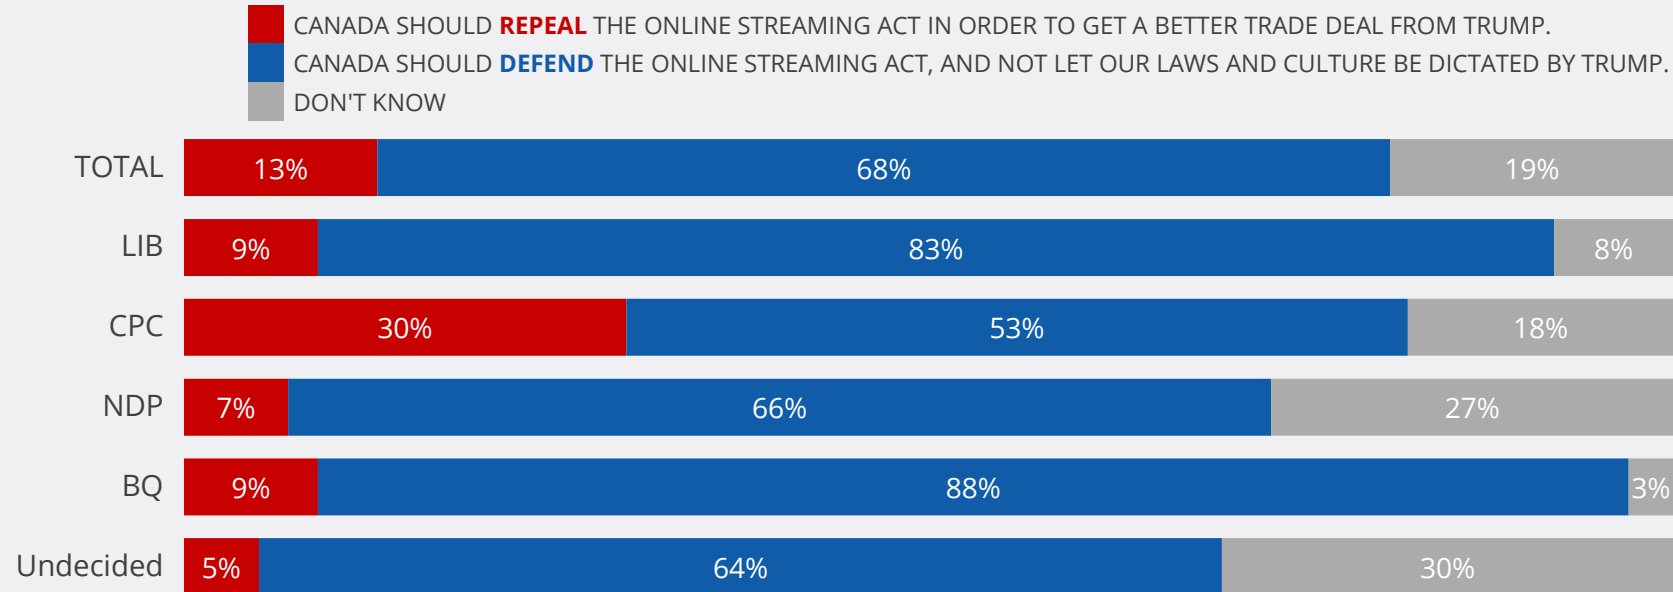 CANADA SHOULD REPEAL THE ONLINE STREAMING ACT IN ORDER TO GET A BETTER TRADE DEAL FROM TRUMP.
CANADA SHOULD DEFEND THE ONLINE STREAMING ACT, AND NOT LET OUR LAWS AND CULTURE BE DICTATED BY TRUMP.
DON'T KNOW
TOTAL 13% 68% 19%
LIB 9% 83% 8%
CPC 30% 53% 18%
NDP 7% 66% 27%
BQ 9% 88% 3%
Undecided 5% 64% 30%